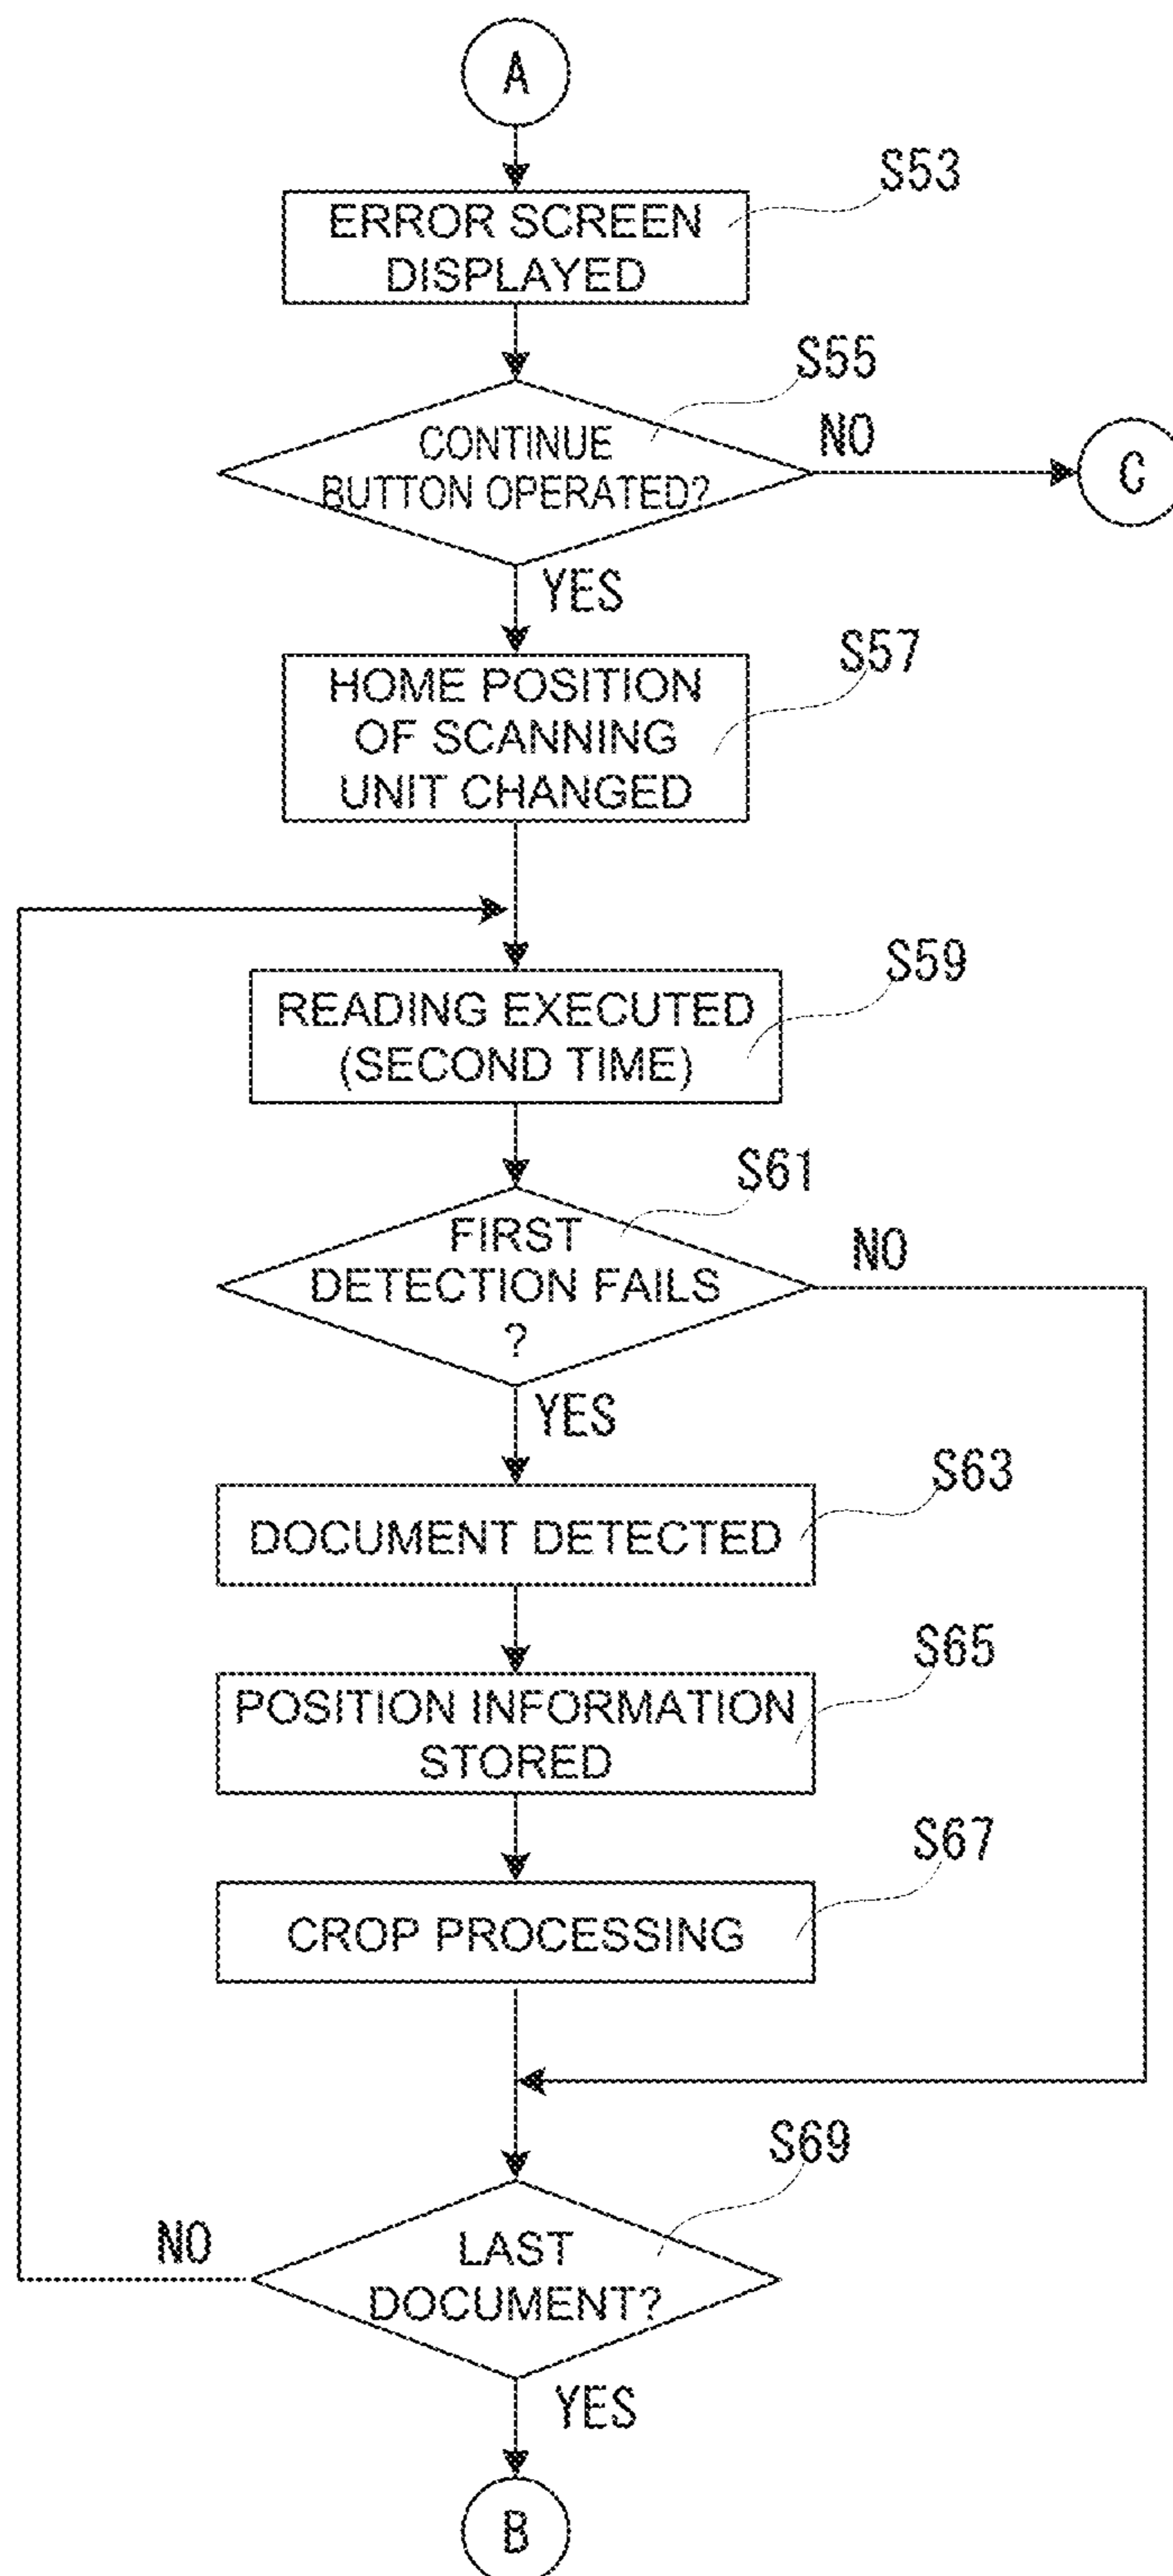 A
S53
ERROR SCREEN
DISPLAYED
S55
CONTINUE
BUTTON OPERATED?
NO
C
YES
S57
HOME POSITION
OF SCANNING
UNIT CHANGED
S59
READING EXECUTED
(SECOND TIME)
S61
FIRST
DETECTION FAILS
?
NO
YES
S63
DOCUMENT DETECTED
S65
POSITION INFORMATION
STORED
S67
CROP PROCESSING
S69
LAST
DOCUMENT?
NO
YES
B